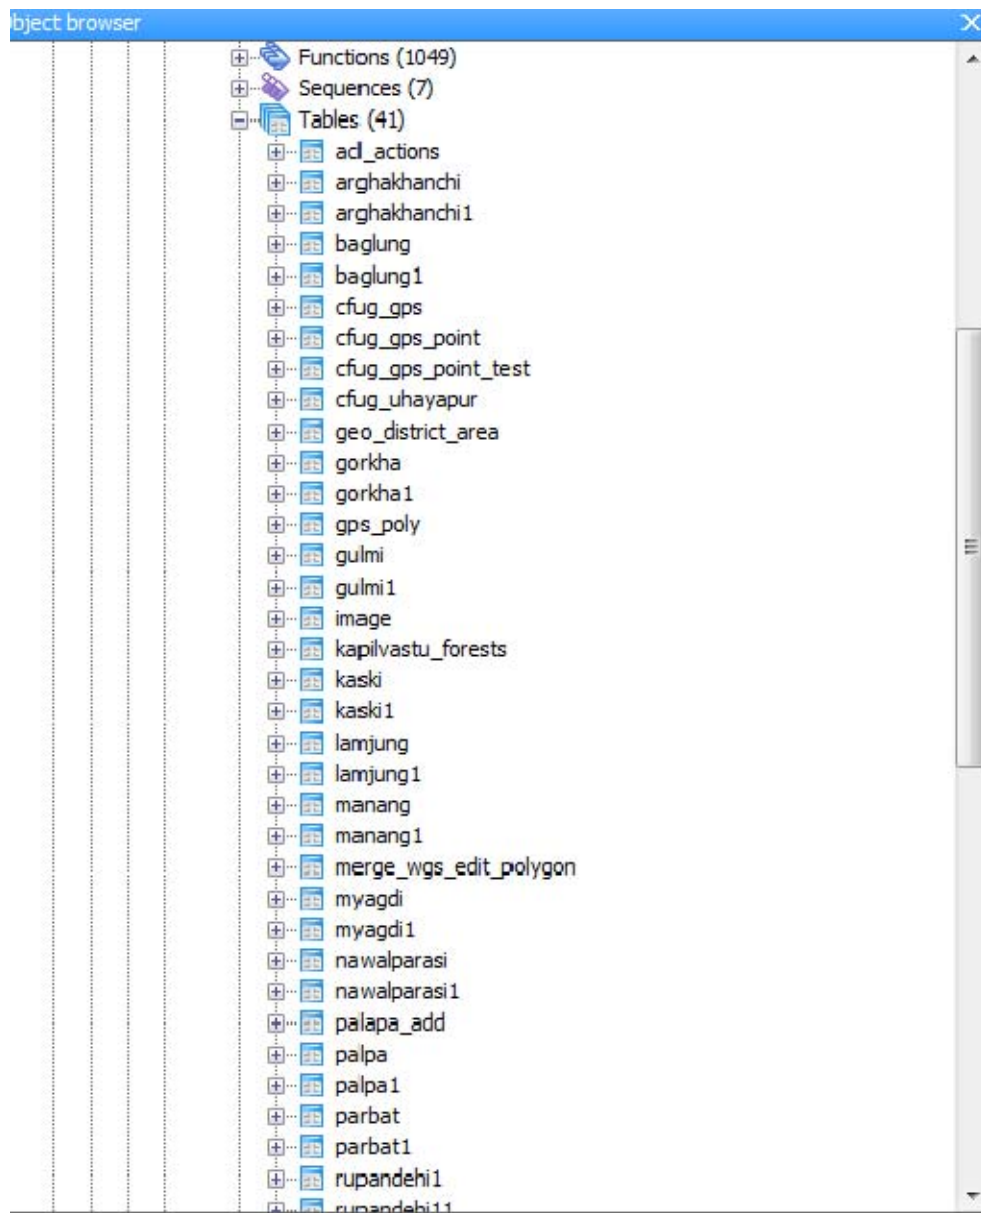 bject browser
Functions (1049)
Sequences (7)
Tables (41)
acl_actions
arghakhanchi
arghakhanchi1
baglung
baglung1
cfug_gps
cfug_gps_point
cfug_gps_point_test
cfug_uhayapur
geo_district_area
gorkha
gorkha1
gps_poly
gulmi
gulmi1
image
kapilvastu_forests
kaski
kaski1
lamjung
lamjung1
manang
manang1
merge_wgs_edit_polygon
myagdi
myagdi1
nawalparasi
nawalparasi1
palapa_add
palpa
palpa1
parbat
parbat1
rupandehi1
rupandehi11